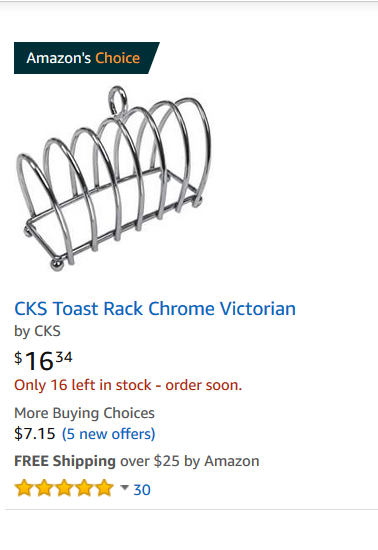 Amazon's Choice
CKS Toast Rack Chrome Victorian
by CKS
$16 34
Only 16 left in stock - order soon.
More Buying Choices
$7.15 (5 new offers)
FREE Shipping over $25 by Amazon
30